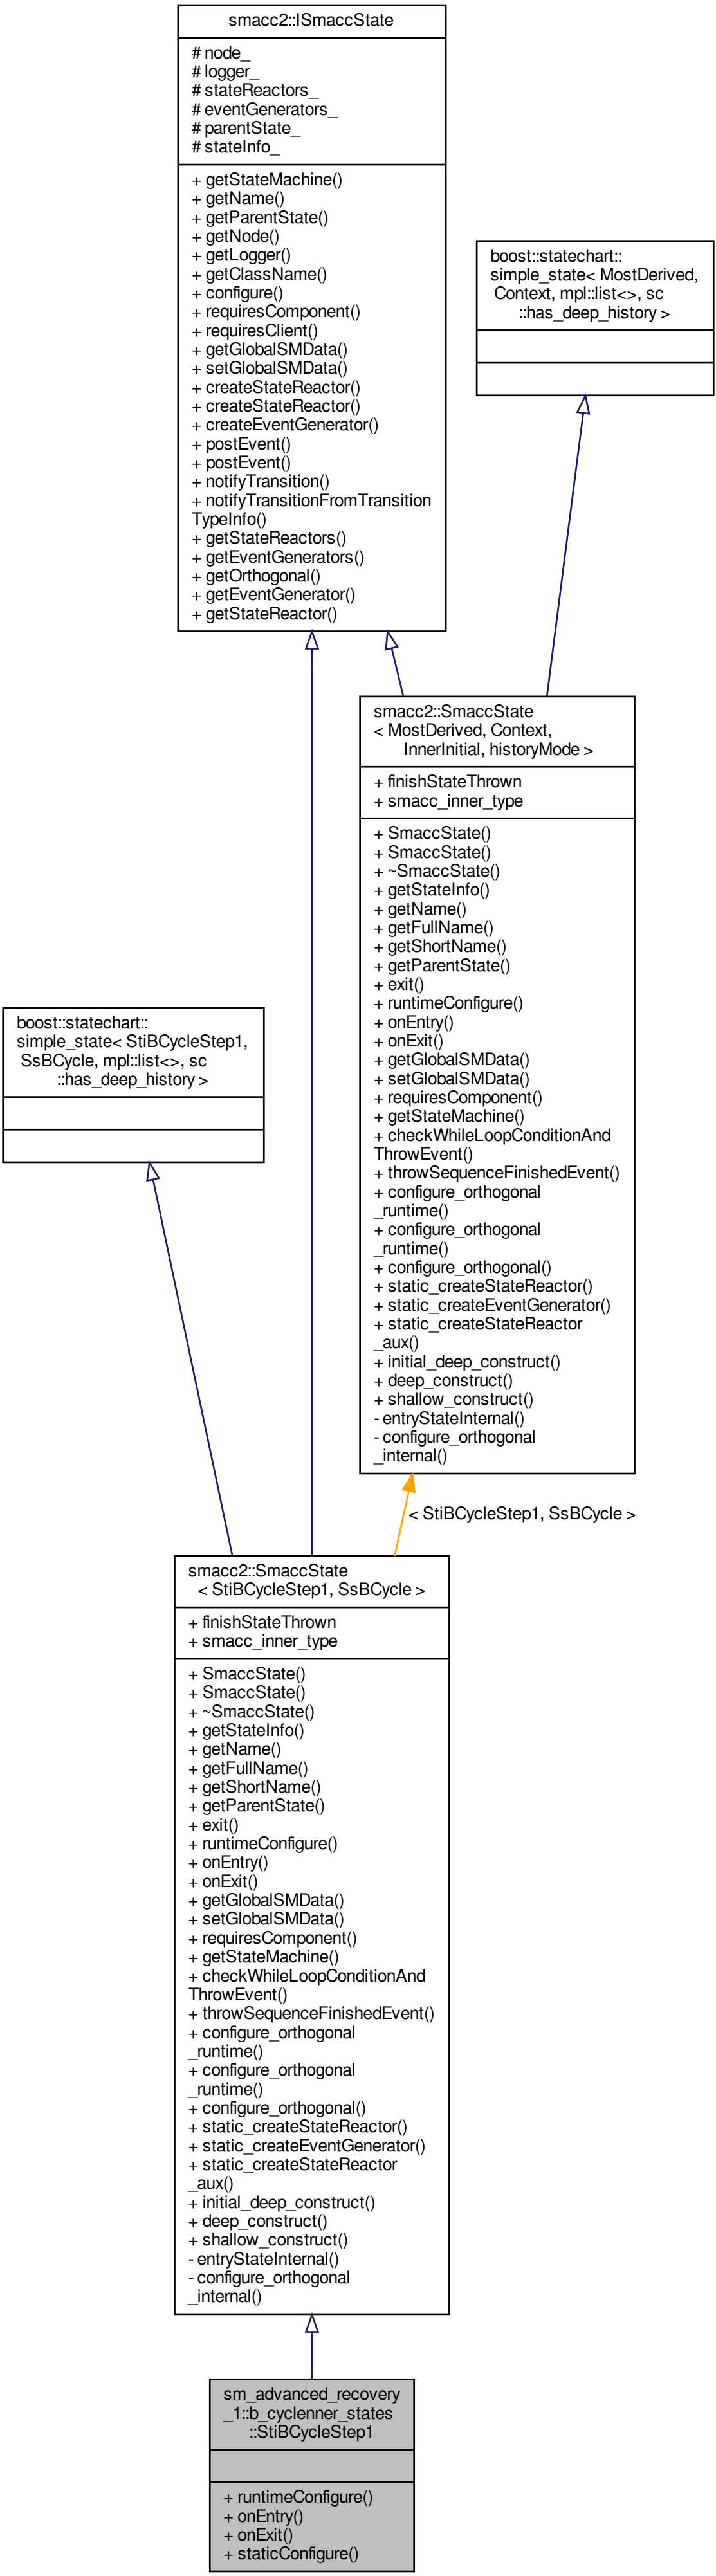 smacc2::ISmaccState
# node_
# logger_
# stateReactors_
# eventGenerators_
# parentState_
# stateInfo_
+ getStateMachine()
+ getName()
+ getParentState()
+ getNode()
+ getLogger()
+ getClassName()
+ configure()
+ requiresComponent()
+ requiresClient()
+ getGlobalSMData()
+ setGlobalSMData()
+ createStateReactor()
+ createStateReactor()
+ createEventGenerator()
+ postEvent()
+ postEvent()
+ notifyTransition()
+ notifyTransitionFromTransition
TypeInfo()
+ getStateReactors()
+ getEventGenerators()
+ getOrthogonal()
+ getEventGenerator()
+ getStateReactor()
boost::statechart::
simple_state< MostDerived,
Context, mpl::list<>, sc
::has_deep_history >
smacc2::SmaccState
< MostDerived, Context,
InnerInitial, historyMode >
+ finishStateThrown
+ smacc_inner_type
+ SmaccState()
+ SmaccState()
+ ~SmaccState()
+ getStateInfo()
+ getName()
+ getFullName()
+ getShortName()
+ getParentState()
+ exit()
+ runtimeConfigure()
+ onEntry()
+ onExit()
+ getGlobalSMData()
+ setGlobalSMData()
+ requiresComponent()
+ getStateMachine()
+ checkWhileLoopConditionAnd
ThrowEvent()
+ throwSequenceFinishedEvent()
+ configure_orthogonal
_runtime()
+ configure_orthogonal
_runtime()
+ configure_orthogonal()
+ static_createStateReactor()
+ static_createEventGenerator()
+ static_createStateReactor
_aux()
+ initial_deep_construct()
+ deep_construct()
+ shallow_construct()
- entryStateInternal()
- configure_orthogonal
_internal()
boost::statechart::
simple_state< StiBCycleStep1,
SsBCycle, mpl::list<>, sc
::has_deep_history >
< StiBCycleStep1, SsBCycle >
smacc2::SmaccState
< StiBCycleStep1, SsBCycle >
+ finishStateThrown
+ smacc_inner_type
+ SmaccState()
+ SmaccState()
+ ~SmaccState()
+ getStateInfo()
+ getName()
+ getFullName()
+ getShortName()
+ getParentState()
+ exit()
+ runtimeConfigure()
+ onEntry()
+ onExit()
+ getGlobalSMData()
+ setGlobalSMData()
+ requiresComponent()
+ getStateMachine()
+ checkWhileLoopConditionAnd
ThrowEvent()
+ throwSequenceFinishedEvent()
+ configure_orthogonal
_runtime()
+ configure_orthogonal
_runtime()
+ configure_orthogonal()
+ static_createStateReactor()
+ static_createEventGenerator()
+ static_createStateReactor
_aux()
+ initial_deep_construct()
+ deep_construct()
+ shallow_construct()
- entryStateInternal()
- configure_orthogonal
_internal()
sm_advanced_recovery
_1::b_cyclenner_states
::StiBCycleStep1
+ runtimeConfigure()
+ onEntry()
+ onExit()
+ staticConfigure()